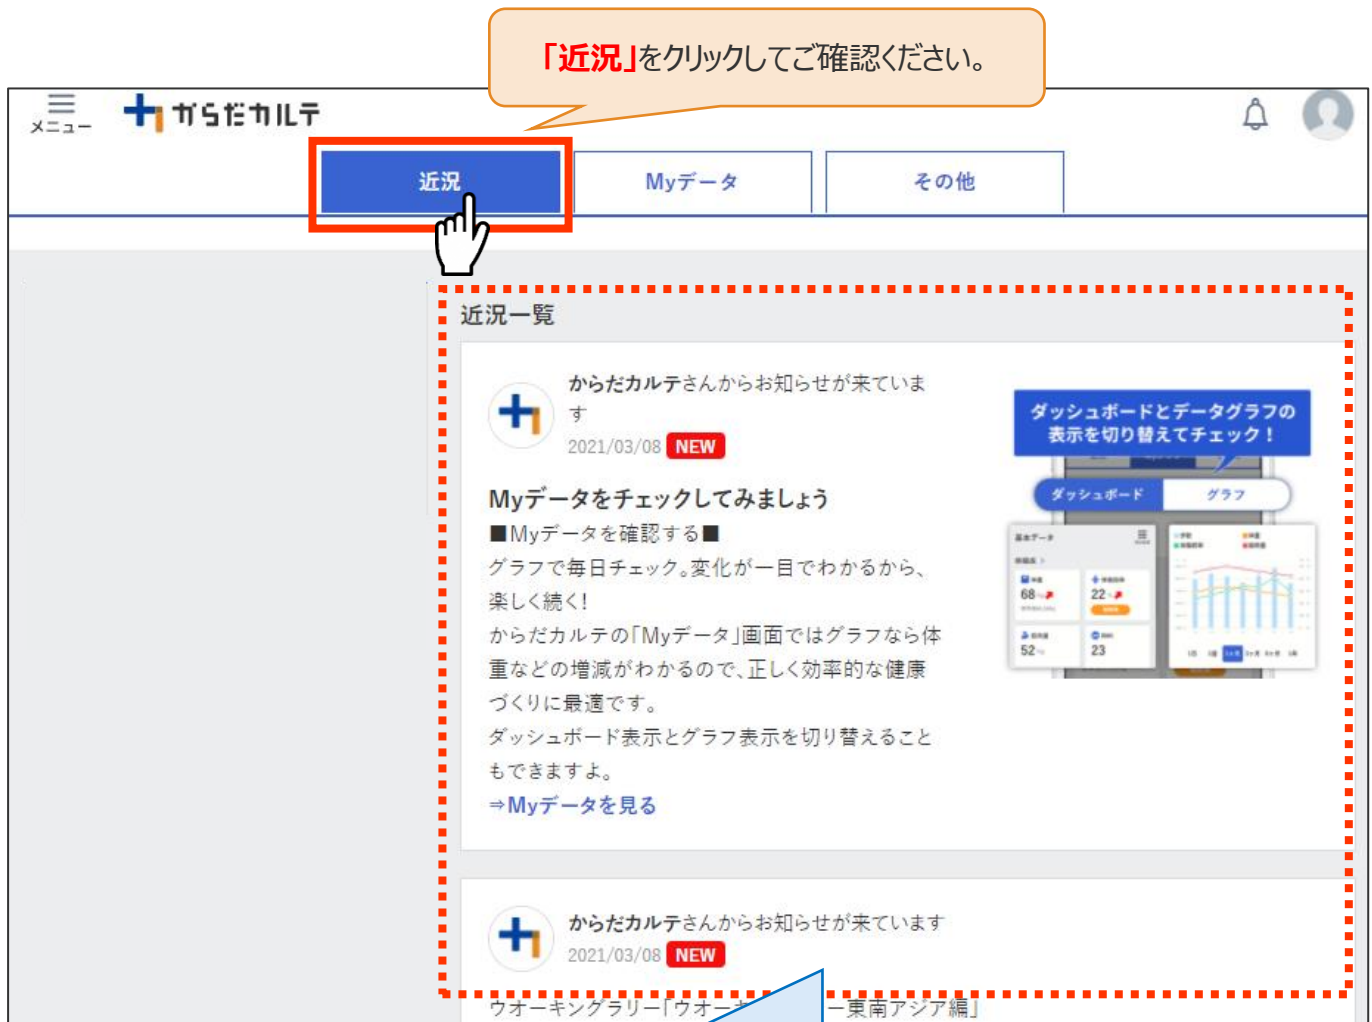 「近況」をクリックしてご確認ください。
メニュー
からだカルテ
近況
Myデータ
その他
近況一覧
からだカルテさんからお知らせが来ていま
す
2021/03/08 NEW
Myデータをチェックしてみましょう
■Myデータを確認する■
グラフで毎日チェック。変化が一目でわかるから、
楽しく続く!
からだカルテの「Myデータ」画面ではグラフなら体
重などの増減がわかるので、正しく効率的な健康
づくりに最適です。
ダッシュボード表示とグラフ表示を切り替えること
もできますよ。
⇒Myデータを見る
ダッシュボードとデータグラフの
表示を切り替えてチェック！
ダッシュボード
グラフ
基本データ
68
22
52
23
からだカルテさんからお知らせが来ています
2021/03/08 NEW
ウオーキングラリー「ウオーキ
ー東南アジア編」